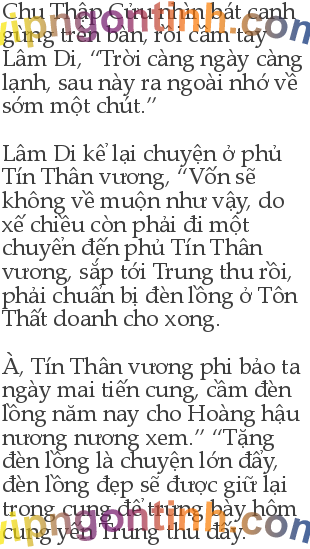 Chu Thập Cửu nhìn bát canh
gừng trên bàn, rồi cầm tay
Lâm Di, “Trời càng ngày càng
lạnh, sau này ra ngoài nhớ về
sớm một chút.”

Lâm Di kể lại chuyện ở phủ
Tín Thân vương, “Vốn sẽ
không về muộn như vậy, do
xế chiều còn phải đi một
chuyến đến phủ Tín Thân
vương, sắp tới Trung thu rồi,
phải chuẩn bị đèn lồng ở Tôn
Thất doanh cho xong.

À, Tín Thân vương phi bảo ta
ngày mai tiến cung, cầm đèn
lồng năm nay cho Hoàng hậu
nương nương xem.” “Tặng
đèn lồng là chuyện lớn đấy,
đèn lồng đẹp sẽ được giữ lại
trong cung để trưng bày hôm
cung yến Trung thu đấy.
vipngontinh.com
vipngontinh.com